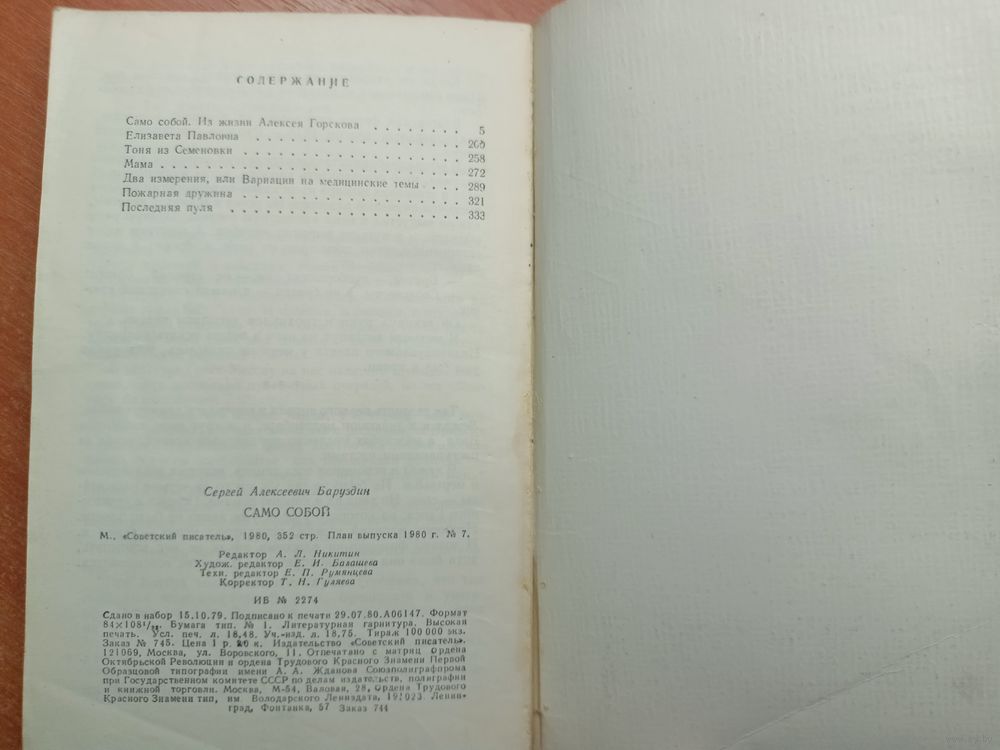 СОДЕРЖАНИЕ
Само собой. Из жизни Алексея Горскова . . . . . . . . 5
Елизавета Павловна . . . . . . . . . . . . . . . 200
Тоня из Семеновки . . . . . . . . . . . . . . . . 258
Мама . . . . . . . . . . . . . . . . . . . . . . 272
Два измерения, или Вариации на медицинские темы . . . 289
Пожарная дружина . . . . . . . . . . . . . . . . 321
Последняя пуля . . . . . . . . . . . . . . . . . 333
Сергей Алексеевич Баруздин
САМО СОБОЙ
М., «Советский писатель», 1980, 352 стр. План выпуска 1980 г. № 7.
Редактор А. Л. Никитин
Худож. редактор Е. И. Балашева
Техн. редактор Е. П. Румянцева
Корректор Т. Н. Гуляева
ИБ № 2274
Сдано в набор 15.10.79. Подписано к печати 29.07.80. А06147. Формат
84×108¹/₃₂. Бумага тип. № 1. Литературная гарнитура. Высокая
печать. Усл. печ. л. 18,48. Уч.-изд. л. 18,75. Тираж 100 000 экз.
Заказ № 745. Цена 1 р. 20 к. Издательство «Советский писатель».
121069, Москва, ул. Воровского, 11. Отпечатано с матриц ордена
Октябрьской Революции и ордена Трудового Красного Знамени Первой
Образцовой типографии имени А. А. Жданова Союзполиграфпрома
при Государственном комитете СССР по делам издательств, полиграфии
и книжной торговли. Москва, М-54, Валовая, 28, Ордена Трудового
Красного Знамени тип. им. Володарского Лениздата, 191023, Ленин-
град, Фонтанка, 57 Заказ 744